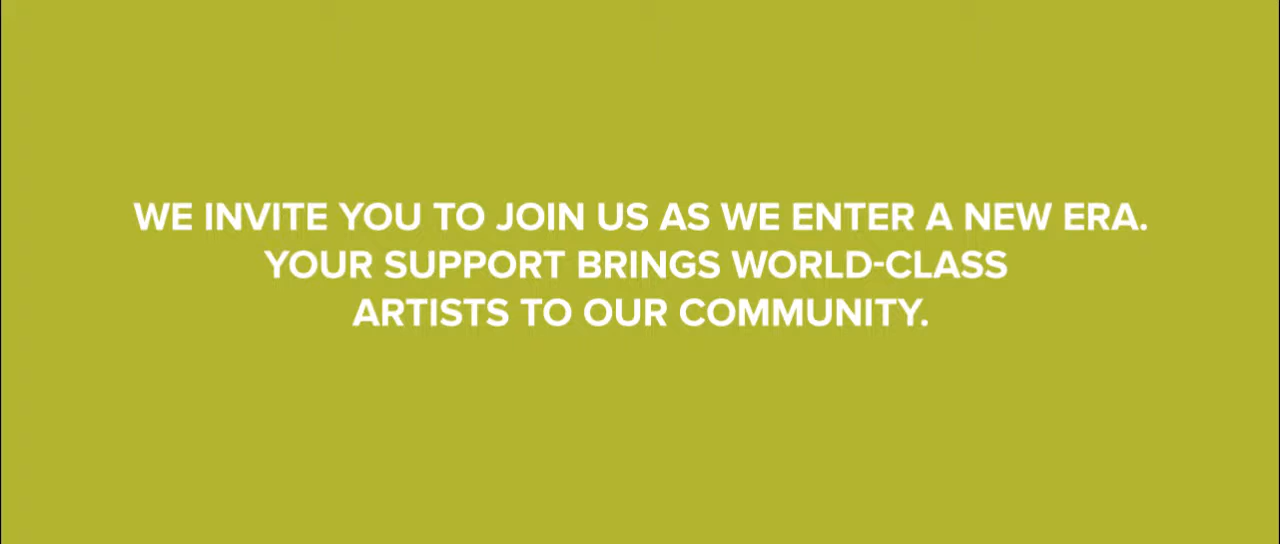 WE INVITE YOU TO JOIN US AS WE ENTER A NEW ERA.
YOUR SUPPORT BRINGS WORLD-CLASS
ARTISTS TO OUR COMMUNITY.